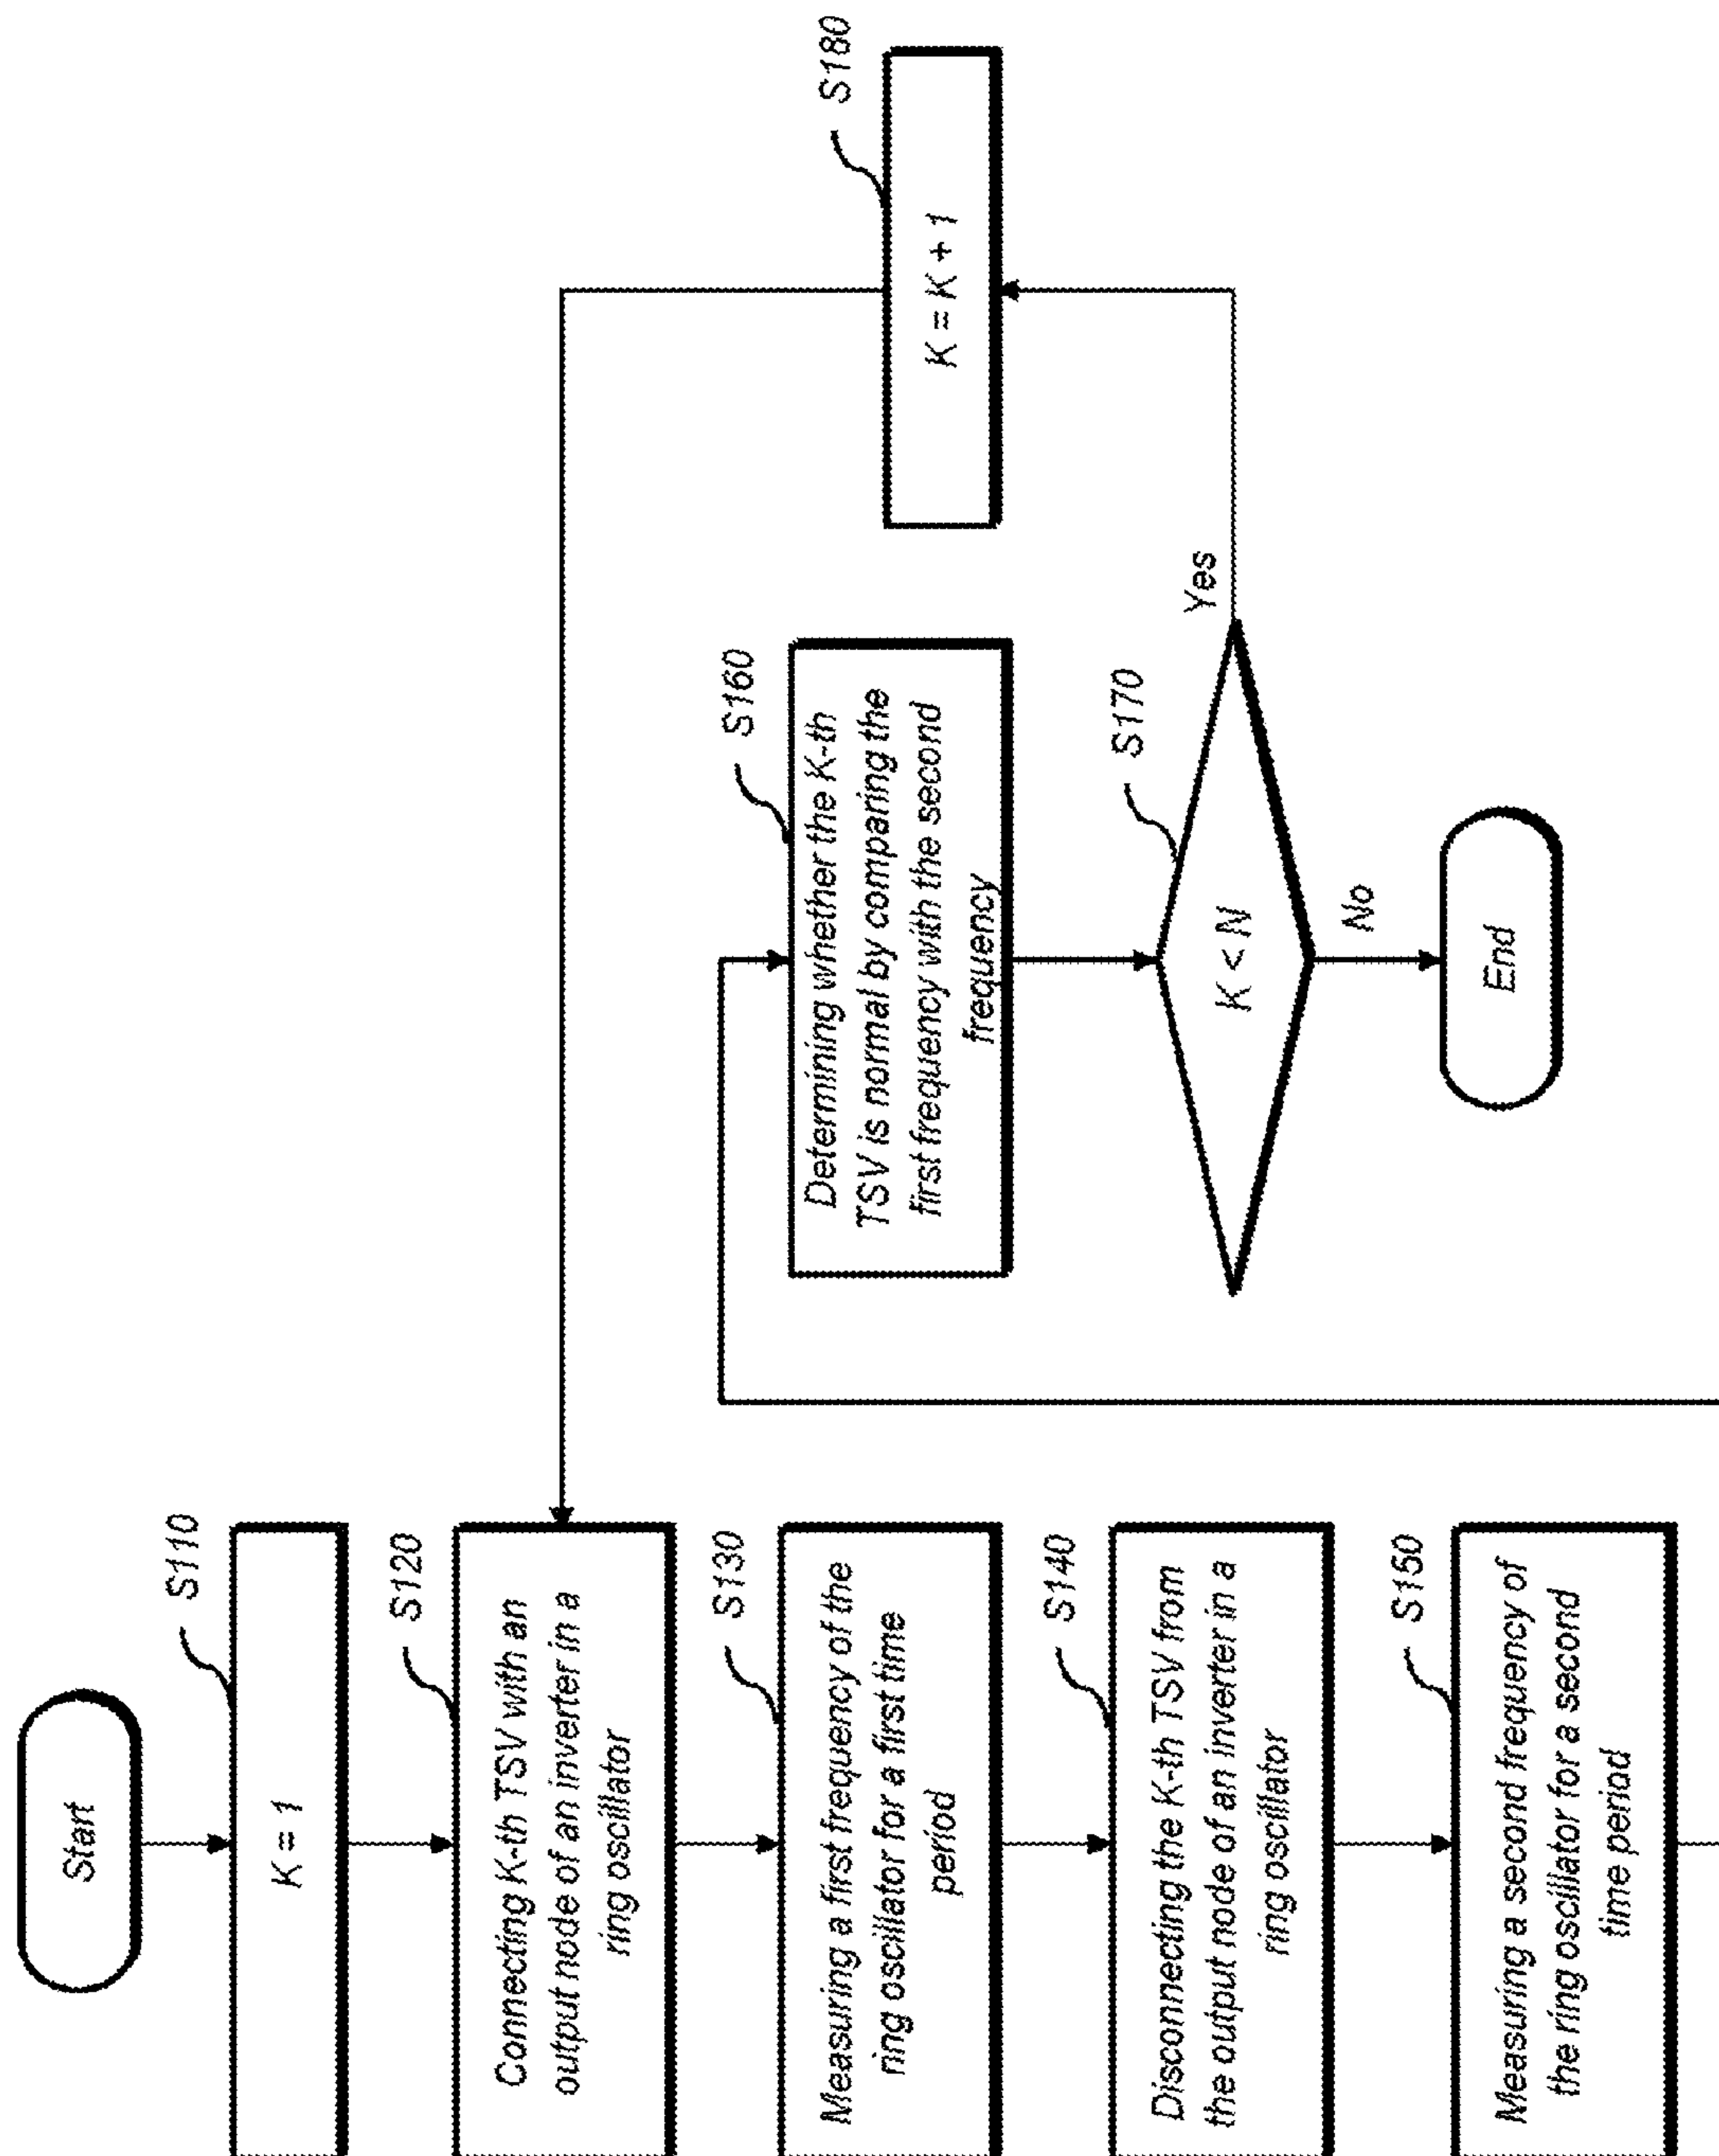 Start
S110
K = 1
S120
Connecting K-th TSV with an
output node of an inverter in a
ring oscillator
S130
Measuring a first frequency of the
ring oscillator for a first time
period
S140
Disconnecting the K-th TSV from
the output node of an inverter in a
ring oscillator
S150
Measuring a second frequency of
the ring oscillator for a second
time period
S160
Determining whether the K-th
TSV is normal by comparing the
first frequency with the second
frequency
S170
K < N
Yes
No
S180
K = K + 1
End